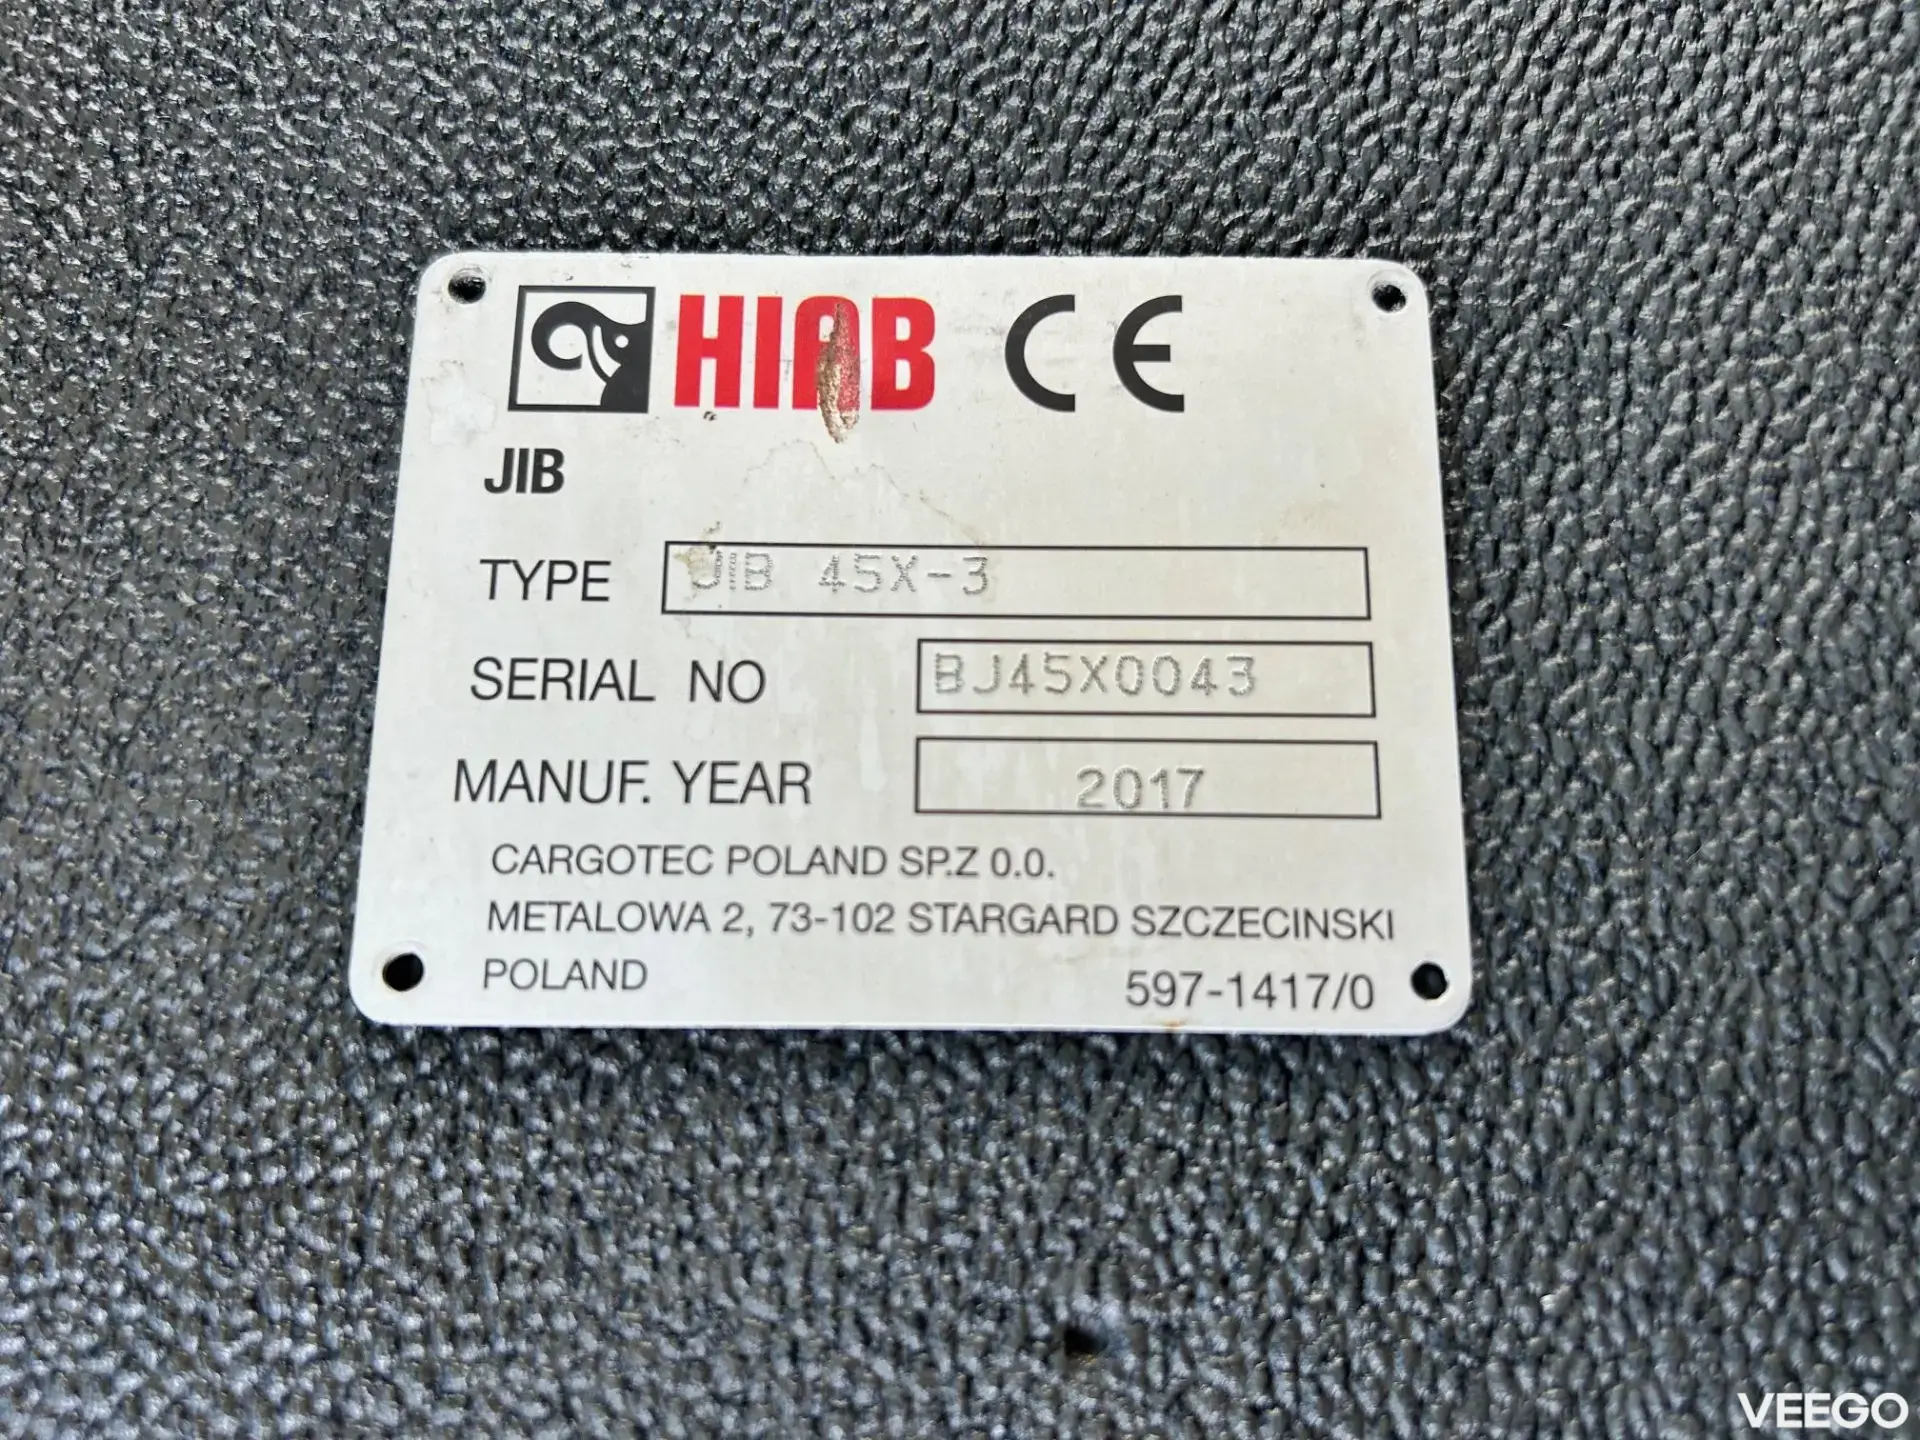 HIAB CE
JIB
TYPE JIB 45X-3
SERIAL NO BJ45X0043
MANUF. YEAR 2017
CARGOTEC POLAND SP.Z 0.0.
METALOWA 2, 73-102 STARGARD SZCZECINSKI
POLAND 597-1417/0
VEEGO